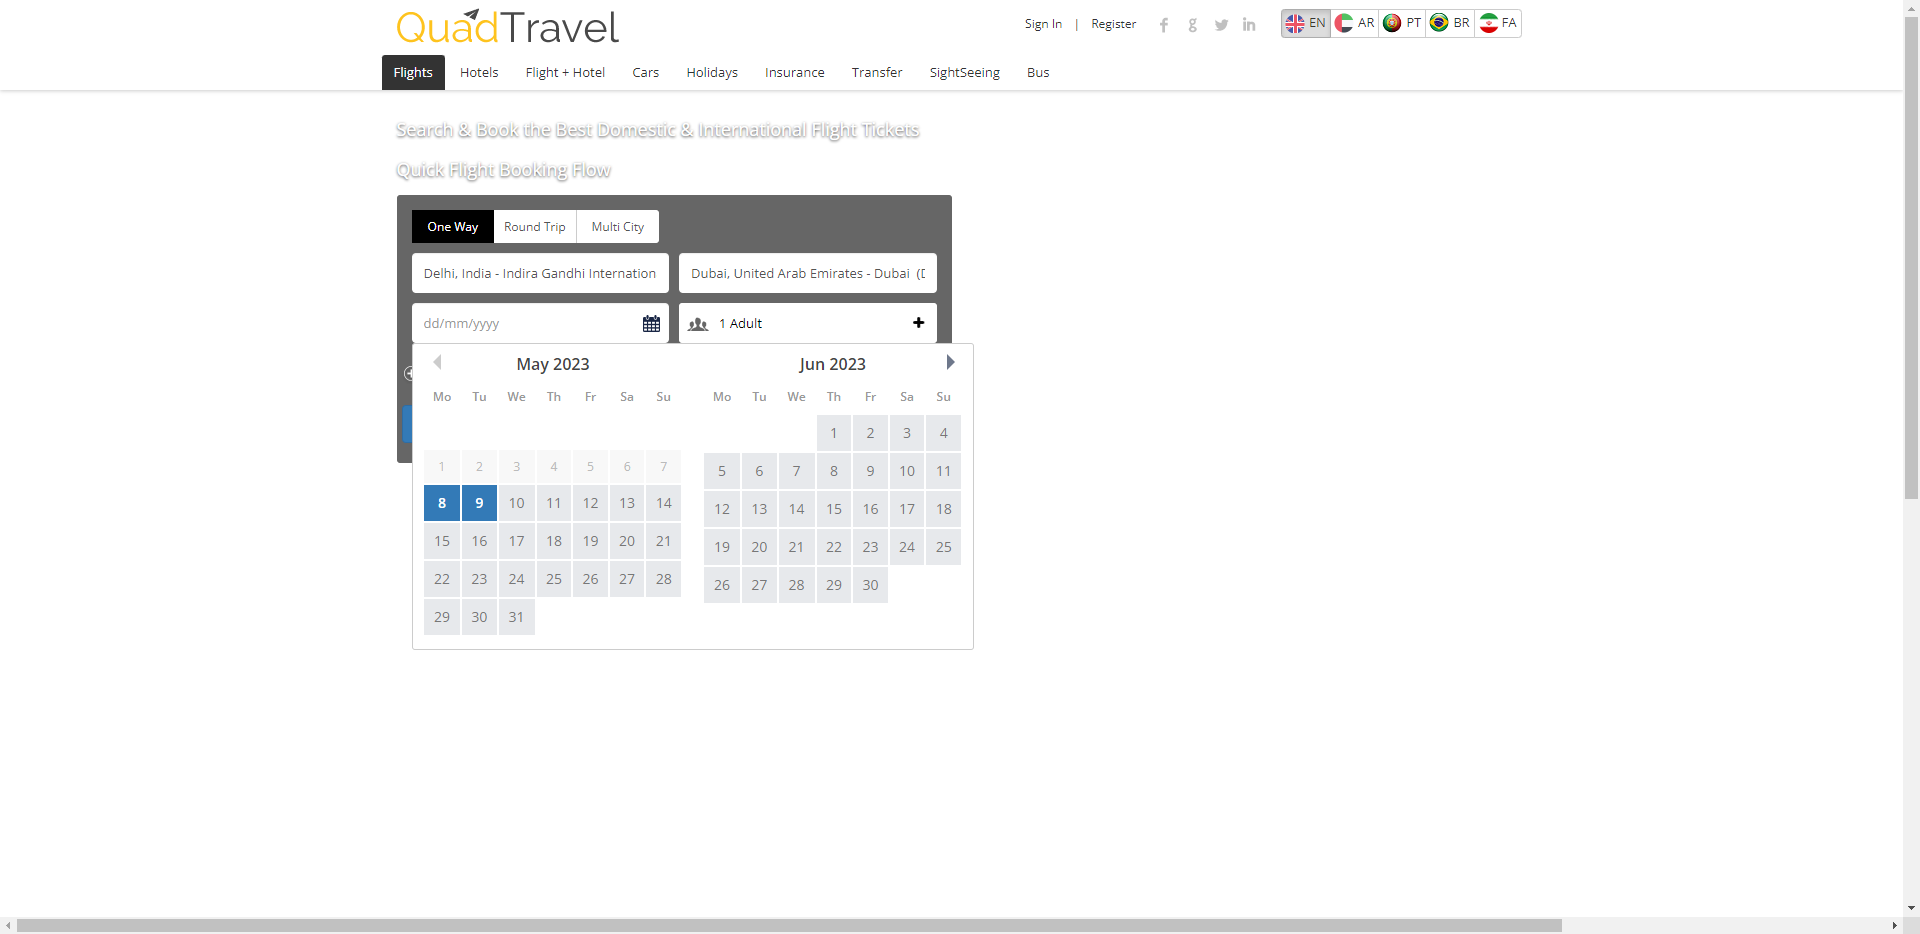 QuadTravel
Sign In | Register
EN AR PT BR FA
Flights Hotels Flight + Hotel Cars Holidays Insurance Transfer SightSeeing Bus
Search & Book the Best Domestic & International Flight Tickets
Quick Flight Booking Flow
One Way Round Trip Multi City
Delhi, India - Indira Gandhi Internation
Dubai, United Arab Emirates - Dubai (D
dd/mm/yyyy
1 Adult
May 2023
Mo Tu We Th Fr Sa Su
1 2 3 4 5 6 7
8 9 10 11 12 13 14
15 16 17 18 19 20 21
22 23 24 25 26 27 28
29 30 31
Jun 2023
Mo Tu We Th Fr Sa Su
1 2 3 4
5 6 7 8 9 10 11
12 13 14 15 16 17 18
19 20 21 22 23 24 25
26 27 28 29 30